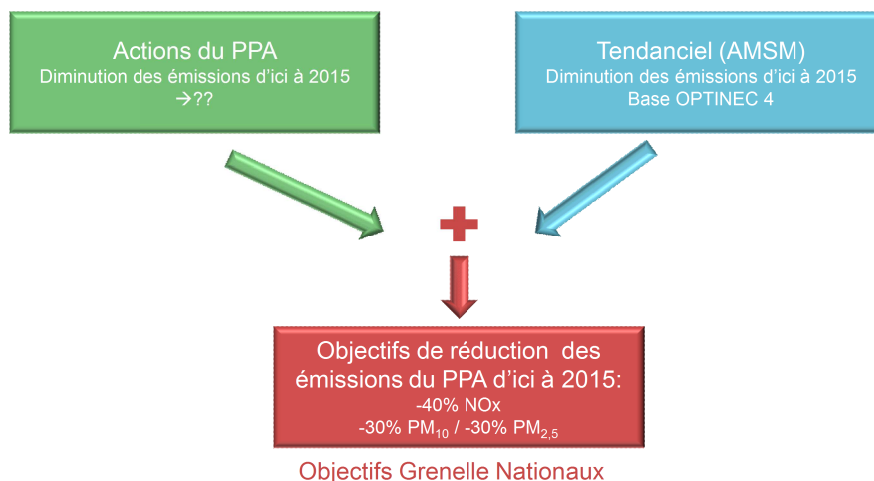 Actions du PPA
Diminution des émissions d'ici à 2015
→??
Tendanciel (AMSM)
Diminution des émissions d'ici à 2015
Base OPTINEC 4
Objectifs de réduction des
émissions du PPA d'ici à 2015:
-40% NOx
-30% PM₁₀ / -30% PM₂,₅
Objectifs Grenelle Nationaux